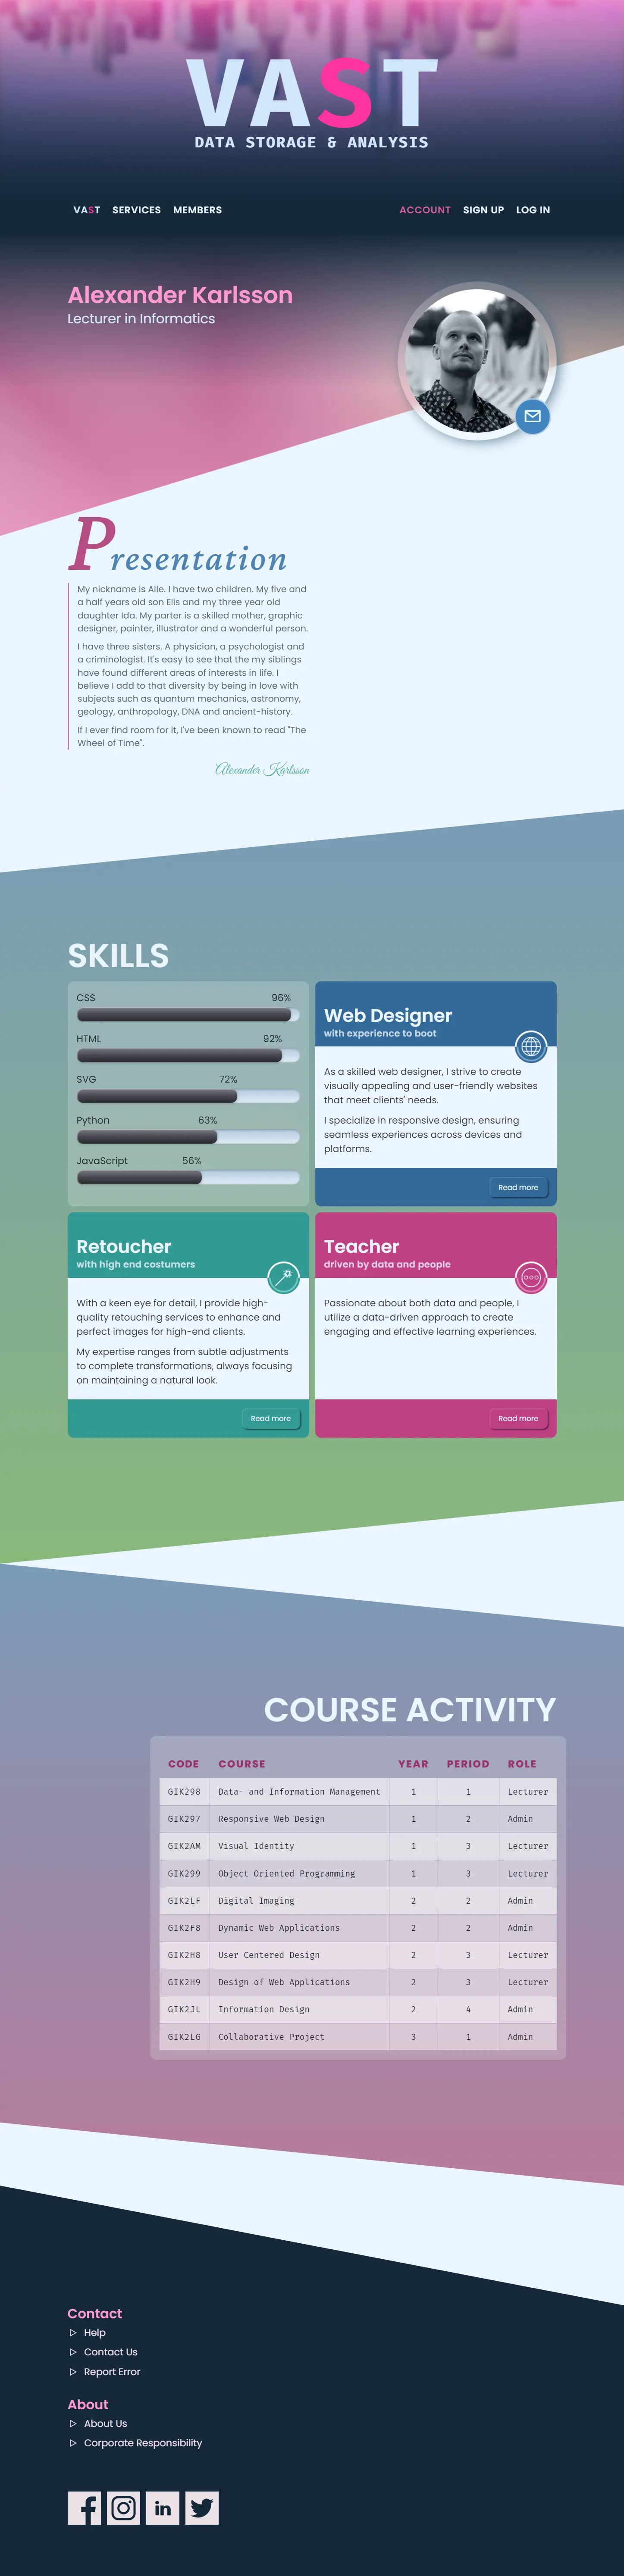 VAST
DATA STORAGE & ANALYSIS
VAST SERVICES MEMBERS ACCOUNT SIGN UP LOG IN
Alexander Karlsson
Lecturer in Informatics
Presentation
My nickname is Alle. I have two children. My five and
a half years old son Elis and my three year old
daughter Ida. My parter is a skilled mother, graphic
designer, painter, illustrator and a wonderful person.
I have three sisters. A physician, a psychologist and
a criminologist. It's easy to see that the my siblings
have found different areas of interests in life. I
believe I add to that diversity by being in love with
subjects such as quantum mechanics, astronomy,
geology, anthropology, DNA and ancient-history.
If I ever find room for it, I've been known to read "The
Wheel of Time".
Alexander Karlsson
SKILLS
CSS 96%
HTML 92%
SVG 72%
Python 63%
JavaScript 56%
Web Designer
with experience to boot
As a skilled web designer, I strive to create
visually appealing and user-friendly websites
that meet clients' needs.
I specialize in responsive design, ensuring
seamless experiences across devices and
platforms.
Read more
Retoucher
with high end costumers
With a keen eye for detail, I provide high-
quality retouching services to enhance and
perfect images for high-end clients.
My expertise ranges from subtle adjustments
to complete transformations, always focusing
on maintaining a natural look.
Read more
Teacher
driven by data and people
Passionate about both data and people, I
utilize a data-driven approach to create
engaging and effective learning experiences.
Read more
COURSE ACTIVITY
CODE COURSE YEAR PERIOD ROLE
GIK298 Data- and Information Management 1 1 Lecturer
GIK297 Responsive Web Design 1 2 Admin
GIK2AM Visual Identity 1 3 Lecturer
GIK299 Object Oriented Programming 1 3 Lecturer
GIK2LF Digital Imaging 2 2 Admin
GIK2F8 Dynamic Web Applications 2 2 Admin
GIK2H8 User Centered Design 2 3 Lecturer
GIK2H9 Design of Web Applications 2 3 Lecturer
GIK2JL Information Design 2 4 Admin
GIK2LG Collaborative Project 3 1 Admin
Contact
Help
Contact Us
Report Error
About
About Us
Corporate Responsibility